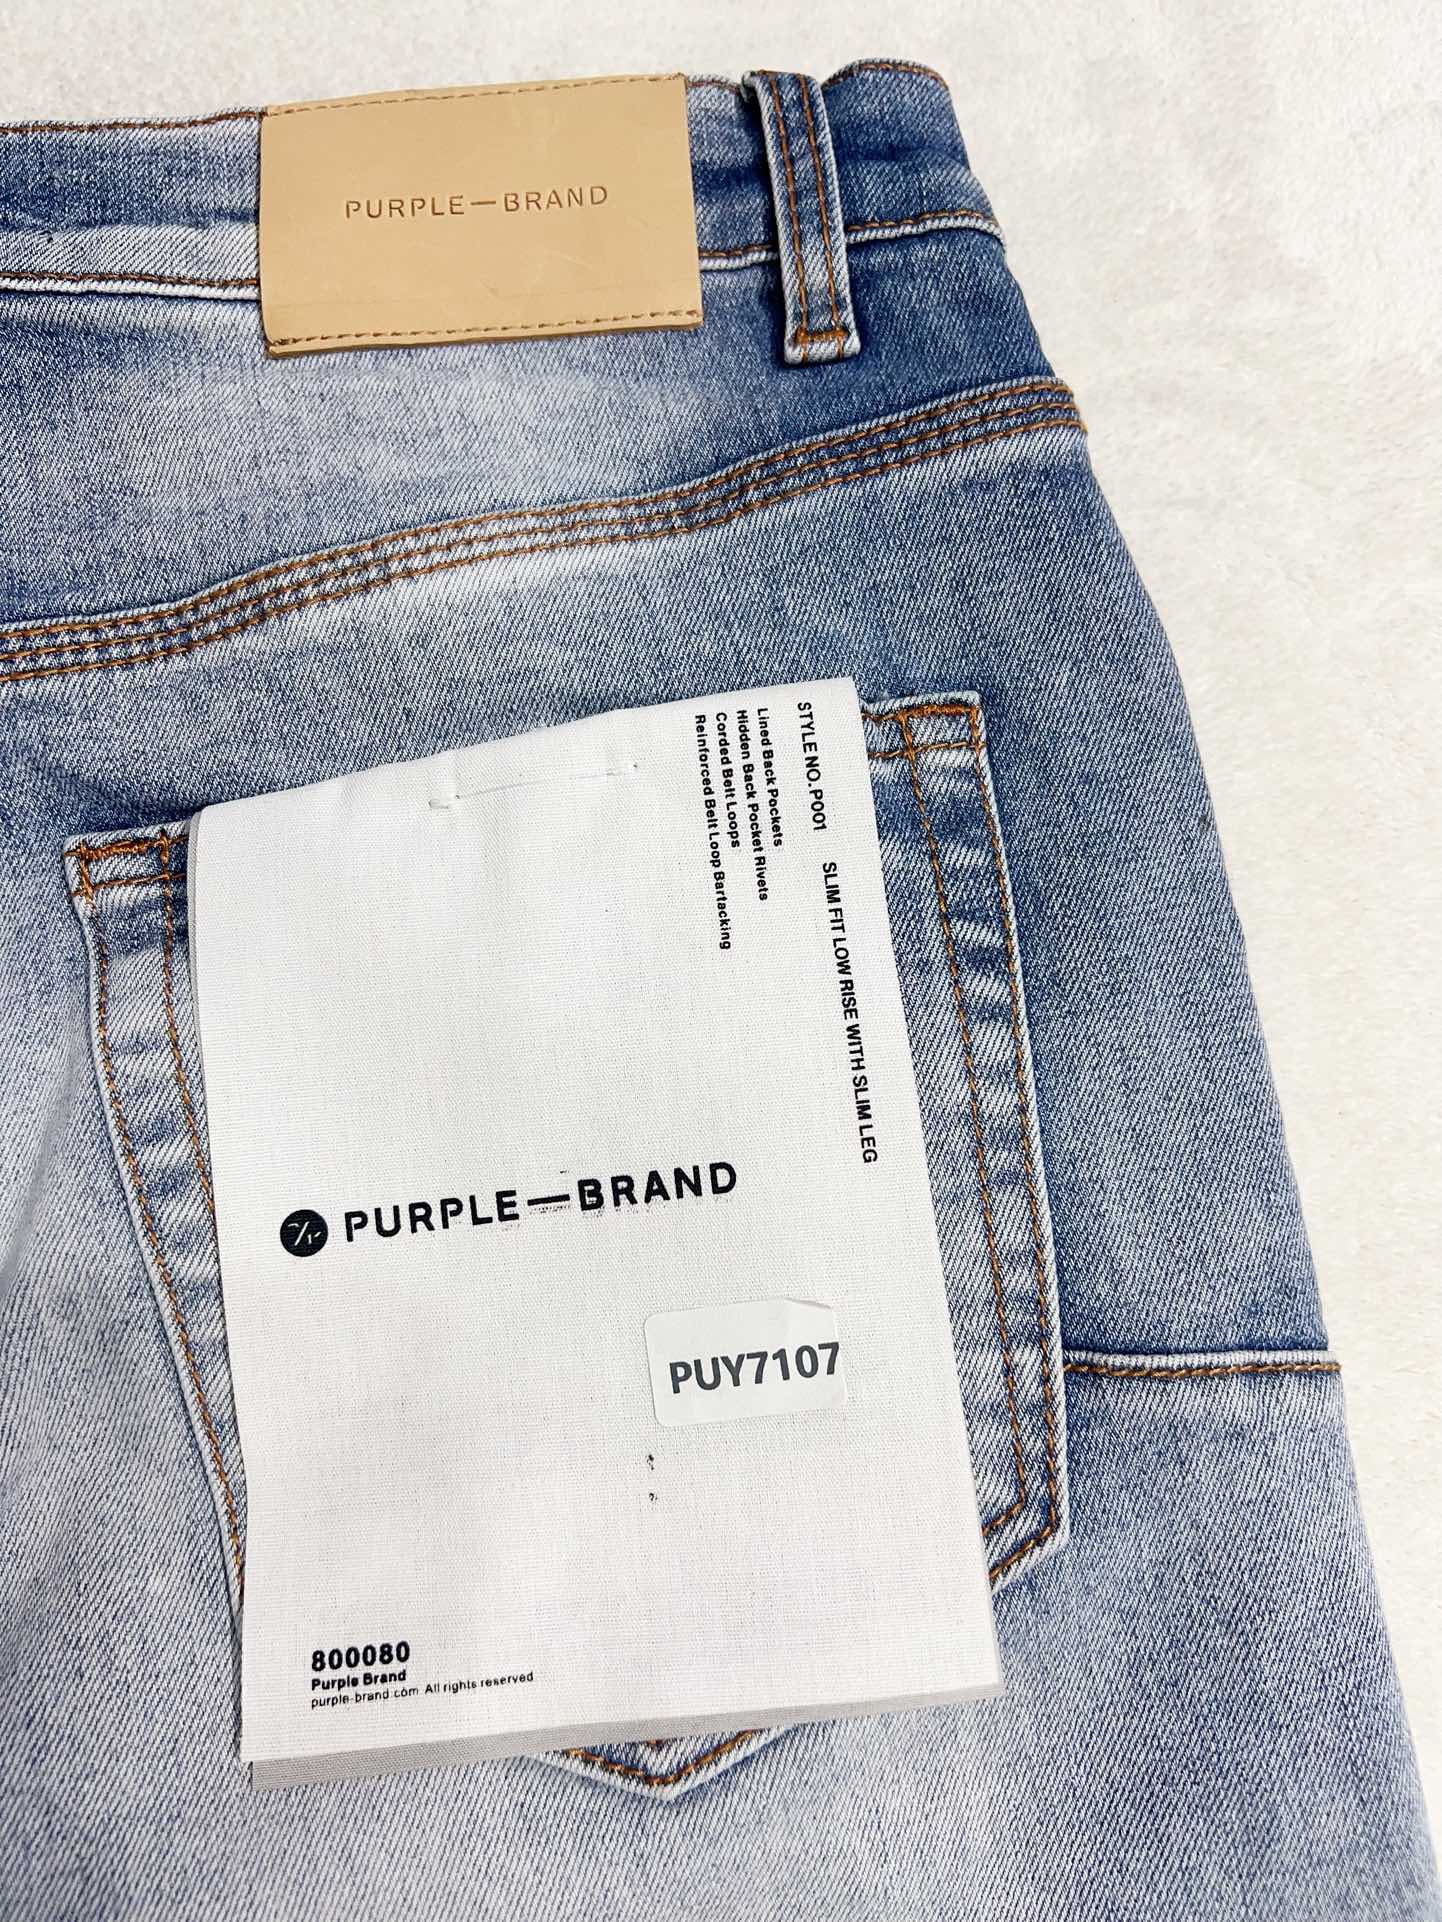 PURPLE—BRAND
STYLE NO.P001 SLIM FIT LOW RISE WITH SLIM LEG
Lined Back Pockets
Hidden Back Pocket Rivets
Corded Belt Loops
Reinforced Belt Loop Bartacking
PURPLE—BRAND
PUY7107
800080
Purple Brand
purple-brand.com All rights reserved